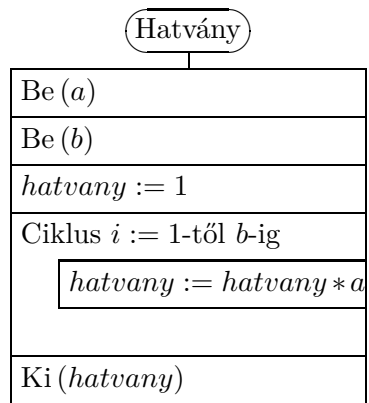 Hatvány
Be (a)
Be (b)
hatvany := 1
Ciklus i := 1-től b-ig
hatvany := hatvany * a
Ki (hatvany)